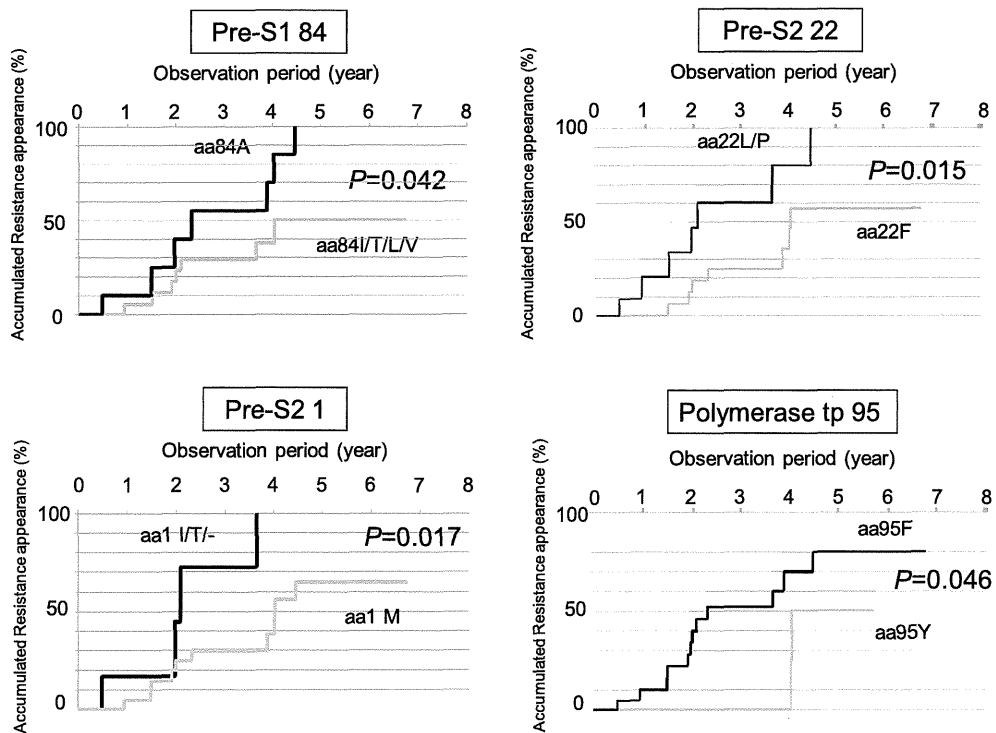 Pre-S1 84
Observation period (year)
0 1 2 3 4 5 6 7 8
Accumulated Resistance appearance (%)
100
50
0
aa84A
P=0.042
aa84I/T/L/V
Pre-S2 22
Observation period (year)
0 1 2 3 4 5 6 7 8
Accumulated Resistance appearance (%)
100
50
0
aa22L/P
P=0.015
aa22F
Pre-S2 1
Observation period (year)
0 1 2 3 4 5 6 7 8
Accumulated Resistance appearance (%)
100
50
0
aa1 I/T/-
P=0.017
aa1 M
Polymerase tp 95
Observation period (year)
0 1 2 3 4 5 6 7 8
Accumulated Resistance appearance (%)
100
50
0
aa95F
P=0.046
aa95Y